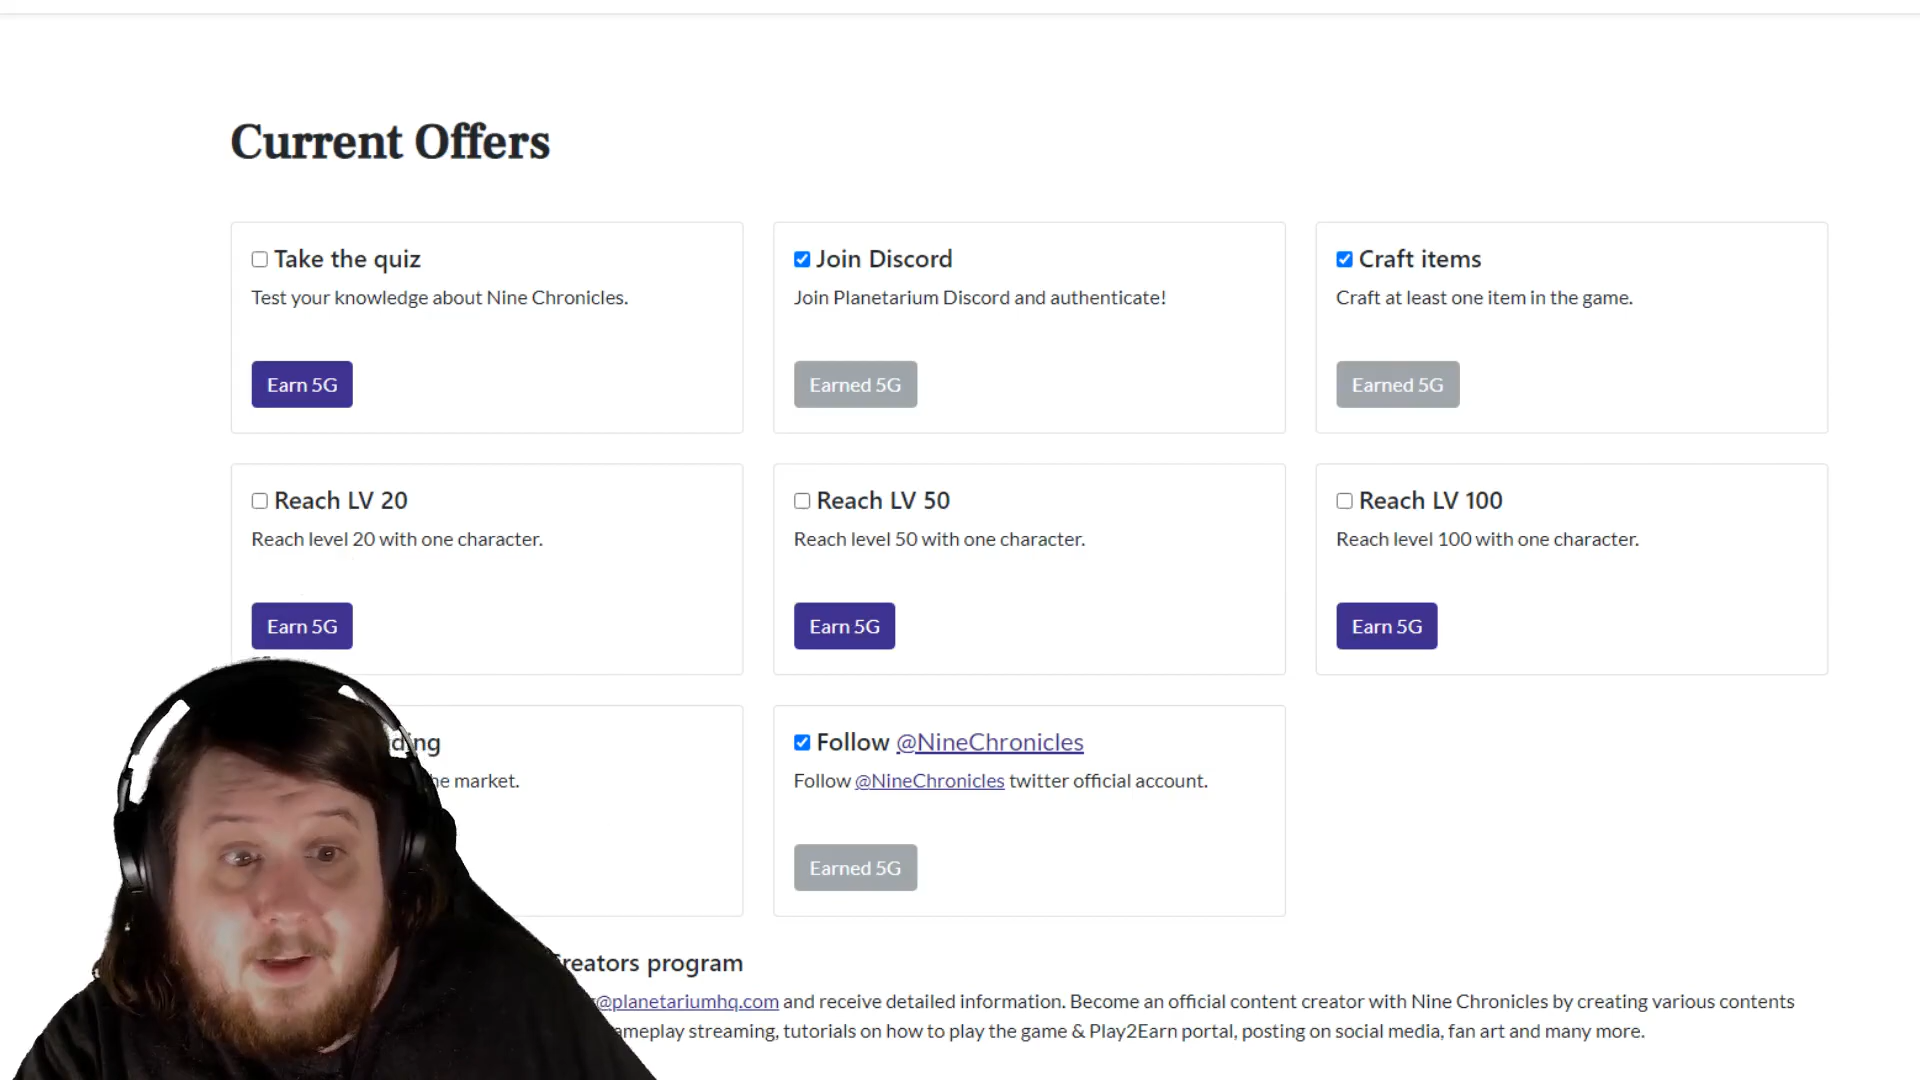 Current Offers
Take the quiz
Test your knowledge about Nine Chronicles.
Earn 5G
Join Discord
Join Planetarium Discord and authenticate!
Earned 5G
Craft items
Craft at least one item in the game.
Earned 5G
Reach LV 20
Reach level 20 with one character.
Earn 5G
Reach LV 50
Reach level 50 with one character.
Earn 5G
Reach LV 100
Reach level 100 with one character.
Earn 5G
market.
Follow @NineChronicles
Follow @NineChronicles twitter official account.
Earned 5G
program
@planetariumhq.com and receive detailed information. Become an official content creator with Nine Chronicles by creating various contents
streaming, tutorials on how to play the game & Play2Earn portal, posting on social media, fan art and many more.